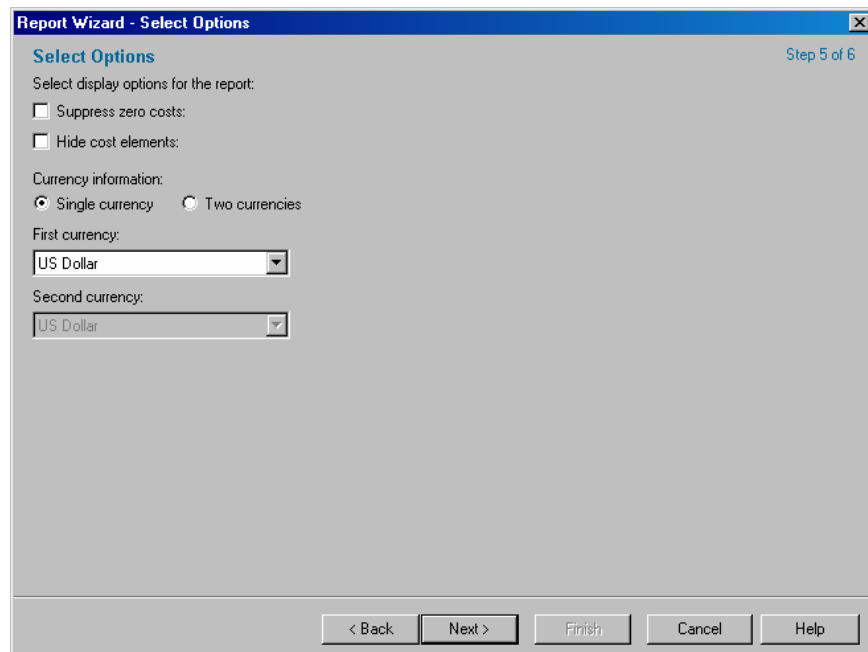 Report Wizard - Select Options
Select Options Step 5 of 6
Select display options for the report:
Suppress zero costs:
Hide cost elements:
Currency information:
Single currency Two currencies
First currency:
US Dollar
Second currency:
US Dollar
< Back Next > Finish Cancel Help